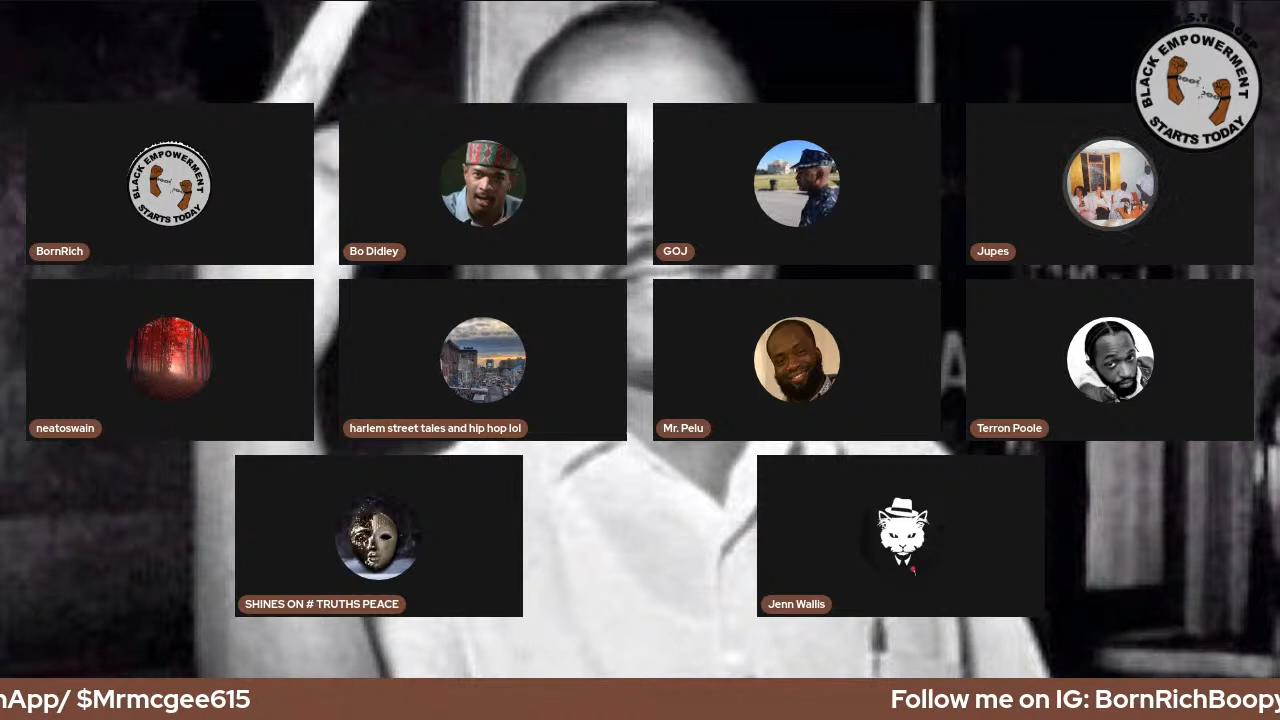 BLACK EMPOWERMENT
STARTS TODAY
BLACK EMPOWERMENT
STARTS TODAY
BornRich
Bo Didley
GOJ
Jupes
neatoswain
harlem street tales and hip hop lol
Mr. Pelu
Terron Poole
SHINES ON # TRUTHS PEACE
Jenn Wallis
App/ $Mrmcgee615
Follow me on IG: BornRichBoopy